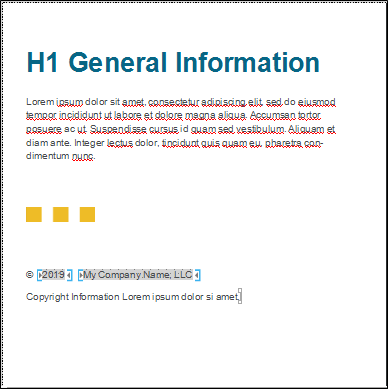 H1 General Information
Lorem ipsum dolor sit amet, consectetur adipiscing elit, sed do eiusmod
tempor incididunt ut labore et dolore magna aliqua. Accumsan tortor
posuere ac ut. Suspendisse cursus id quam sed vestibulum. Aliquam et
diam ante. Integer lectus dolor, tincidunt quis quam eu, pharetra con-
dimentum nunc.
© 2019 My Company Name, LLC
Copyright Information Lorem ipsum dolor si amet.